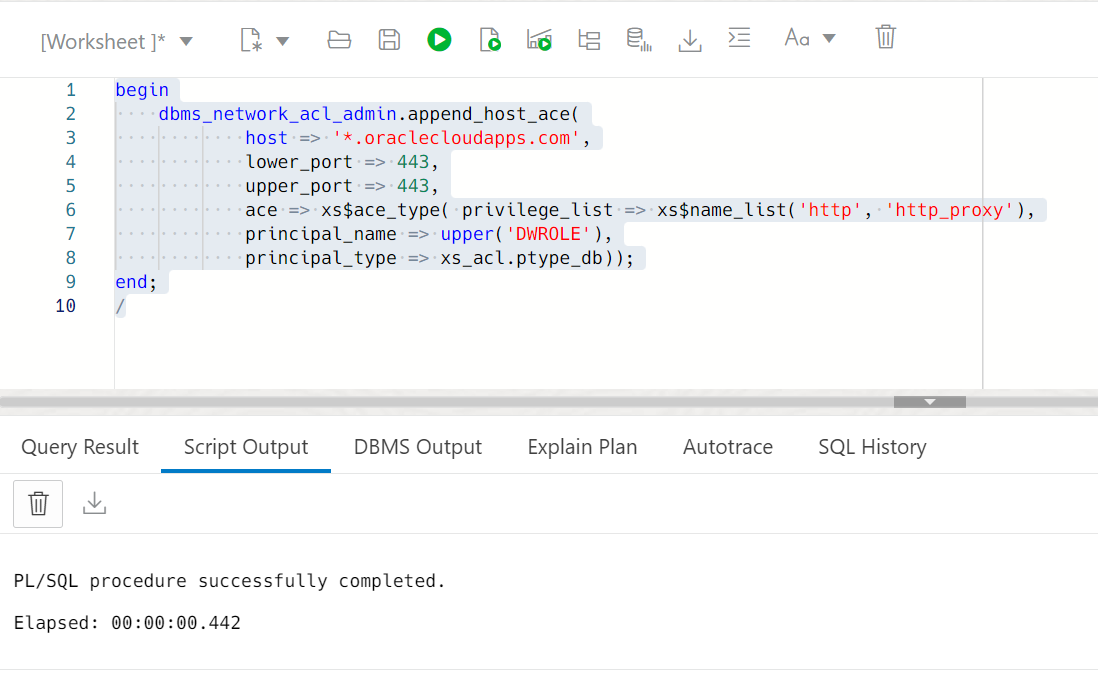 [Worksheet ]*
Aa
1 begin
2     dbms_network_acl_admin.append_host_ace(
3             host => '*.oraclecloudapps.com',
4             lower_port => 443,
5             upper_port => 443,
6             ace => xs$ace_type( privilege_list => xs$name_list('http', 'http_proxy'),
7             principal_name => upper('DWROLE'),
8             principal_type => xs_acl.ptype_db));
9 end;
10 /
Query Result Script Output DBMS Output Explain Plan Autotrace SQL History
PL/SQL procedure successfully completed.
Elapsed: 00:00:00.442